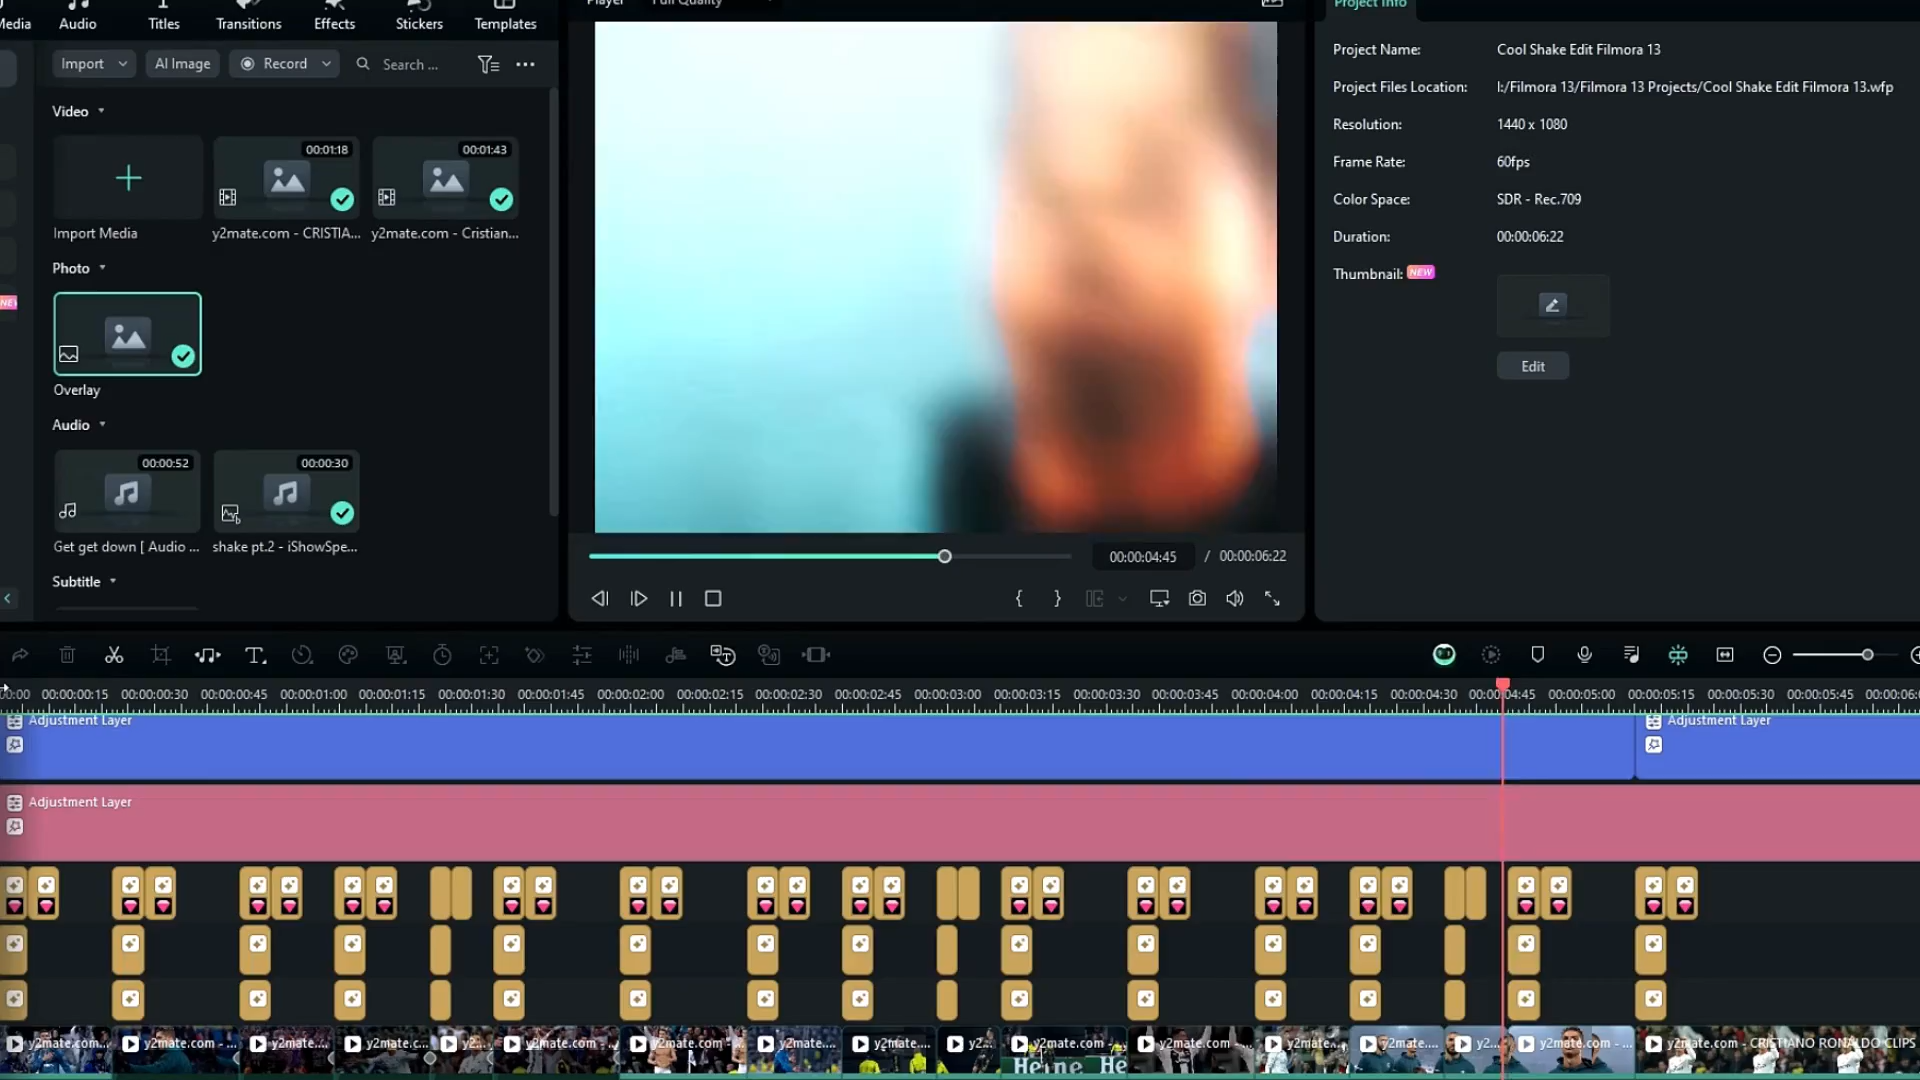 Media Audio Titles Transitions Effects Stickers Templates
Player Full Quality
Project Info
Import AI Image Record Search ...
Project Name: Cool Shake Edit Filmora 13
Project Files Location: I:/Filmora 13/Filmora 13 Projects/Cool Shake Edit Filmora 13.wfp
Resolution: 1440 x 1080
Frame Rate: 60fps
Color Space: SDR - Rec.709
Duration: 00:00:06:22
Thumbnail: NEW
Edit
Video
00:01:18 00:01:43
Import Media y2mate.com - CRISTIA... y2mate.com - Cristian...
Photo
NEW
Overlay
Audio
00:00:52 00:00:30
Get get down [ Audio ... shake pt.2 - iShowSpe...
Subtitle
00:00:04:45 / 00:00:06:22
00:00 00:00:00:15 00:00:00:30 00:00:00:45 00:00:01:00 00:00:01:15 00:00:01:30 00:00:01:45 00:00:02:00 00:00:02:15 00:00:02:30 00:00:02:45 00:00:03:00 00:00:03:15 00:00:03:30 00:00:03:45 00:00:04:00 00:00:04:15 00:00:04:30 00:00:04:45 00:00:05:00 00:00:05:15 00:00:05:30 00:00:05:45 00:00:06:0
Adjustment Layer Adjustment Layer
Adjustment Layer
y2mate.com... y2mate.com - ... y2mate.... y2mate.c... y2... y2mate.com - ... y2mate.com - ... y2mate.... y2mate.... y2... y2mate.com - ... y2mate.com - ... y2mate.... y2mate.... y2... y2mate.com - ... y2mate.com - CRISTIANO RONALDO CLIPS
Heine He